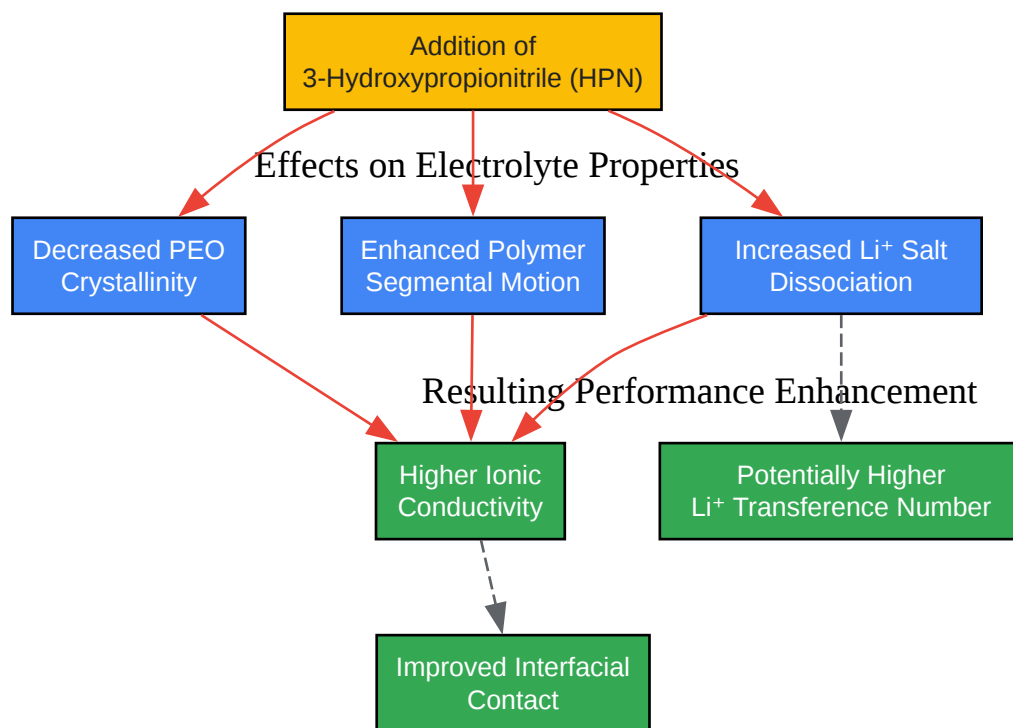 Addition of
3-Hydroxypropionitrile (HPN)
Effects on Electrolyte Properties
Decreased PEO
Crystallinity
Enhanced Polymer
Segmental Motion
Increased Li⁺ Salt
Dissociation
Resulting Performance Enhancement
Higher Ionic
Conductivity
Potentially Higher
Li⁺ Transference Number
Improved Interfacial
Contact